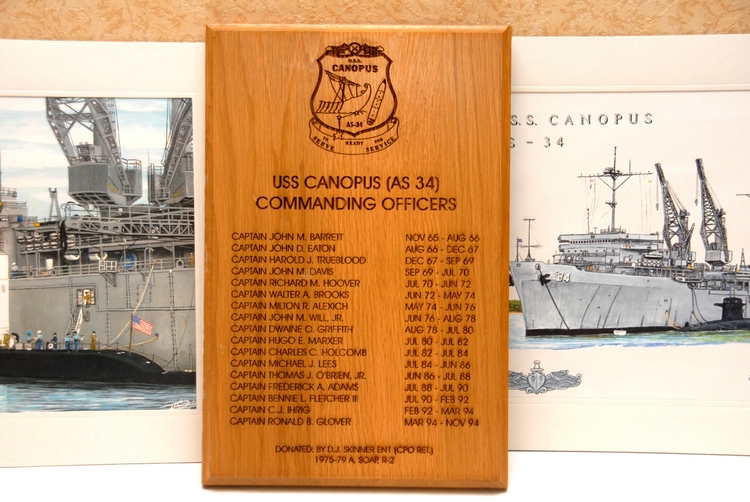 U.S.S.
CANOPUS
AS-34
TO READY FOR
SERVE SERVICE
USS CANOPUS (AS 34)
COMMANDING OFFICERS
CAPTAIN JOHN M. BARRETT NOV 65 - AUG 66
CAPTAIN JOHN D. EATON AUG 66 - DEC 67
CAPTAIN HAROLD J. TRUEBLOOD DEC 67 - SEP 69
CAPTAIN JOHN M. DAVIS SEP 69 - JUL 70
CAPTAIN RICHARD M. HOOVER JUL 70 - JUN 72
CAPTAIN WALTER A. BROOKS JUN 72 - MAY 74
CAPTAIN MILTON R. ALEXICH MAY 74 - JUN 76
CAPTAIN JOHN M. WILL, JR. JUN 76 - AUG 78
CAPTAIN DWAINE O. GRIFFITH AUG 78 - JUL 80
CAPTAIN HUGO E. MARXER JUL 80 - JUL 82
CAPTAIN CHARLES C. HOLCOMB JUL 82 - JUL 84
CAPTAIN MICHAEL J. LEES JUL 84 - JUN 86
CAPTAIN THOMAS J. O'BRIEN, JR. JUN 86 - JUL 88
CAPTAIN FREDERICK A. ADAMS JUL 88 - JUL 90
CAPTAIN BENNIE L. FLETCHER III JUL 90 - FEB 92
CAPTAIN C.J. IHRIG FEB 92 - MAR 94
CAPTAIN RONALD B. GLOVER MAR 94 - NOV 94
DONATED: BY D.J. SKINNER EN1 (CPO RET.)
1975-79 A, SOAP, R-2
S.S. CANOPUS
S - 34
34